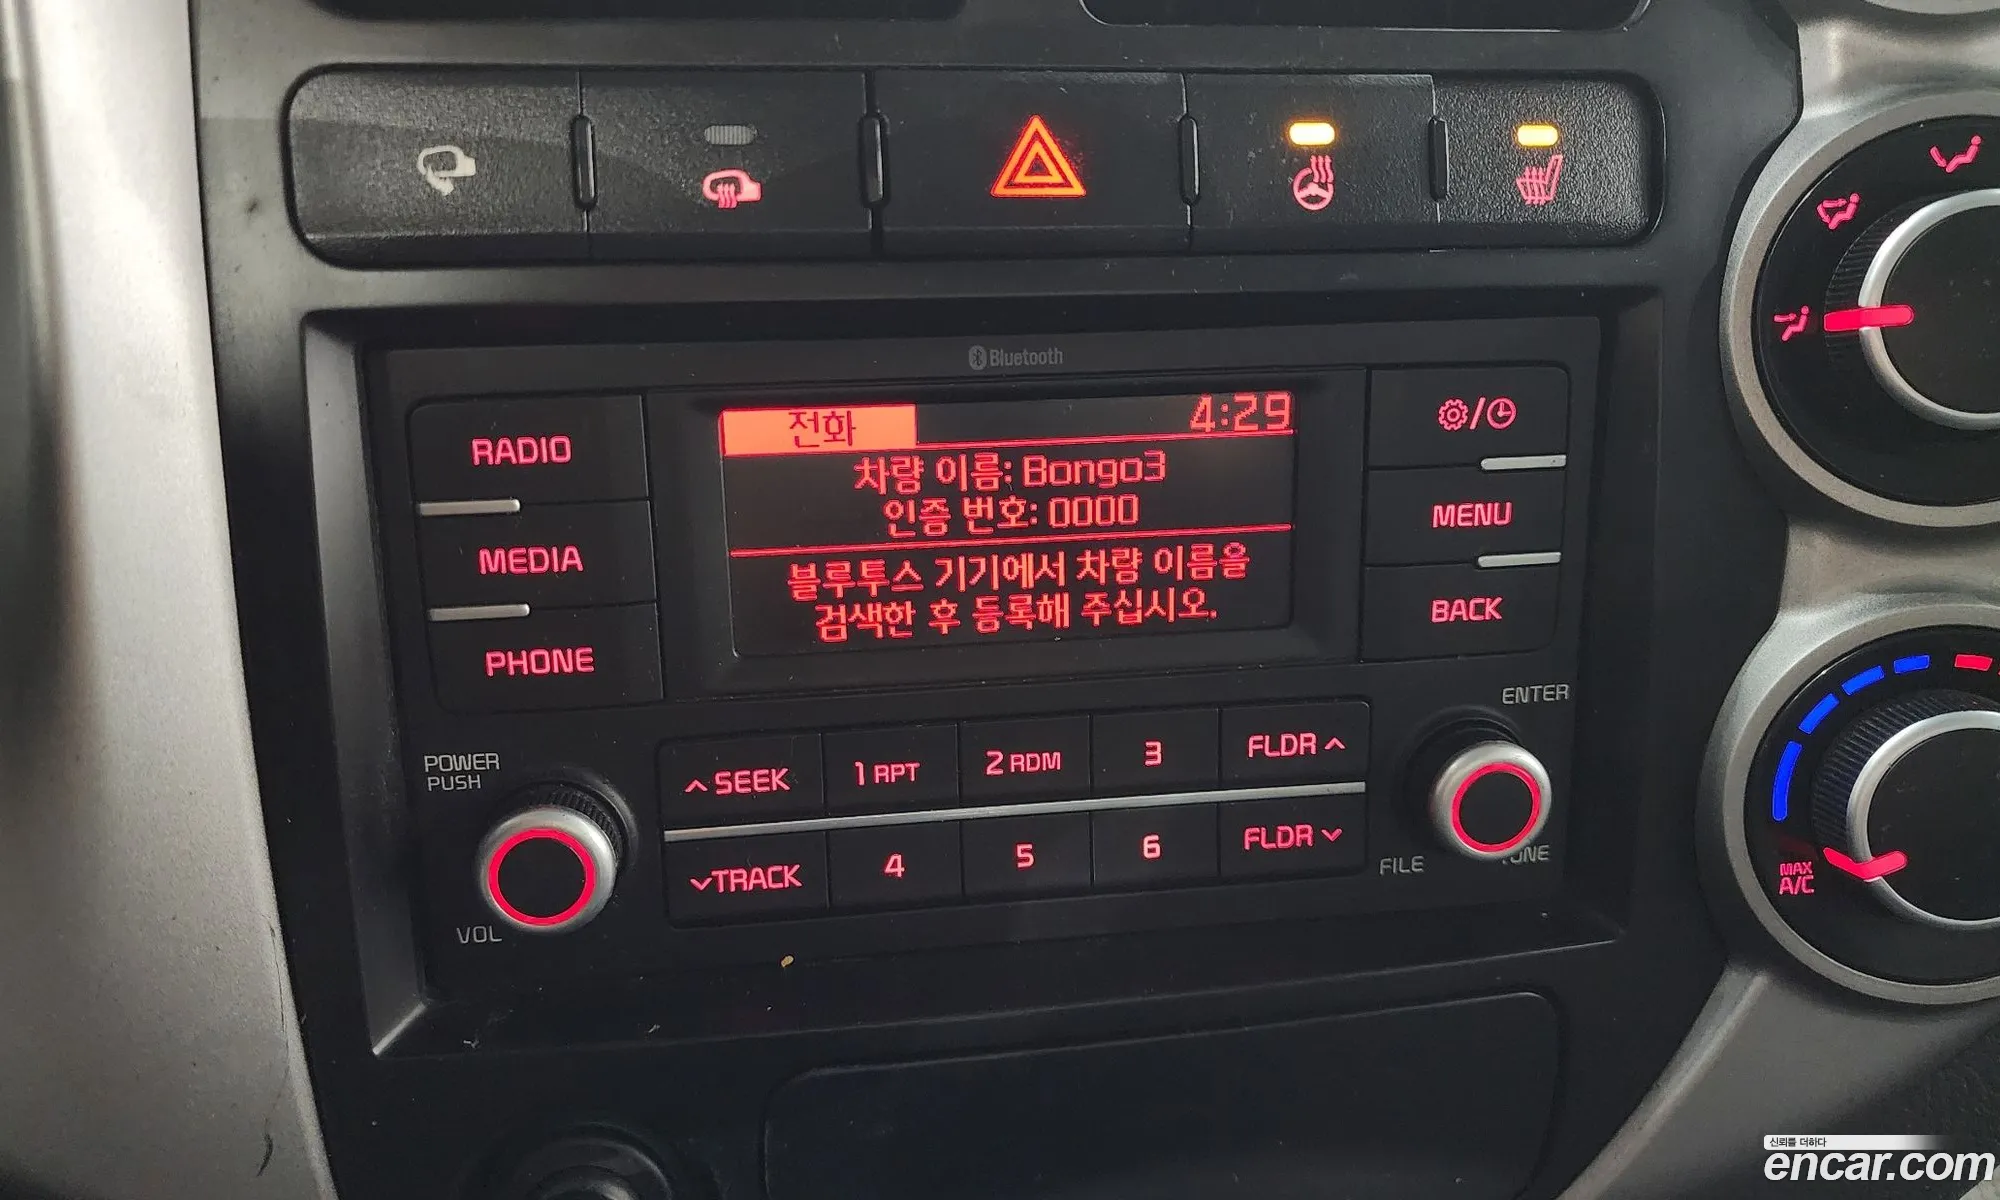 Bluetooth
전화 4:29
차량 이름: Bongo3
인증 번호: 0000
블루투스 기기에서 차량 이름을
검색한 후 등록해 주십시오.
RADIO
MEDIA
PHONE
/
MENU
BACK
ENTER
POWER
PUSH
VOL
∧ SEEK
1 RPT
2 RDM
3
FLDR ∧
∨TRACK
4
5
6
FLDR ∨
FILE
MAX
A/C
신뢰를 더하다
encar.com